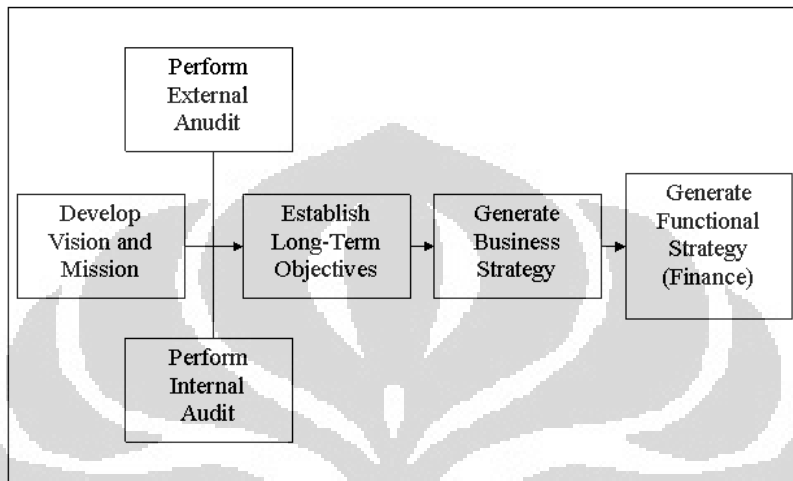 Perform
External
Anudit
Develop
Vision and
Mission
Establish
Long-Term
Objectives
Generate
Business
Strategy
Generate
Functional
Strategy
(Finance)
Perform
Internal
Audit